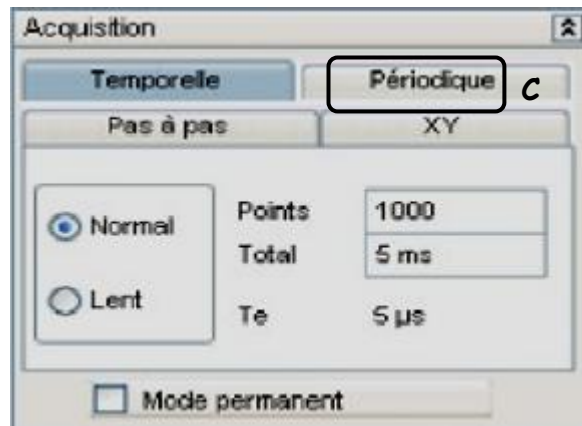 Acquisition
Temporelle Périodique C
Pas à pas XY
Normal Points 1000
Total 5 ms
Lent Te 5 µs
Mode permanent